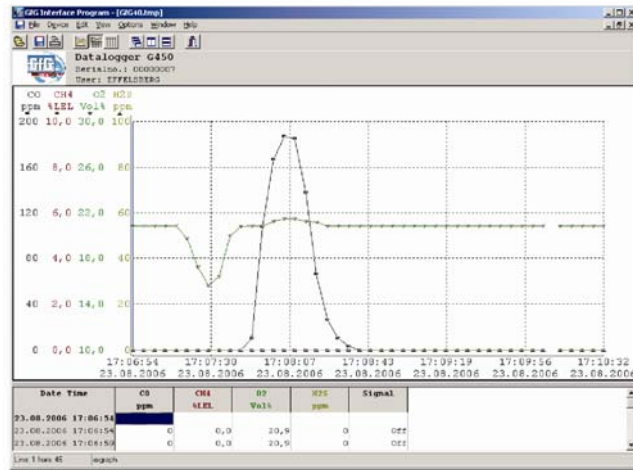 GfG Interface Program - [GfG40.tmp]
File Device Edit View Options Window Help
GfG
Datalogger G450
Serialno.: 00000007
User: EFFELSBERG
CO CH4 O2 H2S
ppm %LEL Vol% ppm
200 10,0 30,0 100
160 8,0 26,0 80
120 6,0 22,0 60
80 4,0 18,0 40
40 2,0 14,0 20
0 0,0 10,0 0
17:06:54 17:07:30 17:08:07 17:08:43 17:09:19 17:09:56 17:10:32
23.08.2006 23.08.2006 23.08.2006 23.08.2006 23.08.2006 23.08.2006 23.08.2006
Date Time CO CH4 O2 H2S Signal
ppm %LEL Vol% ppm
23.08.2006 17:06:54
23.08.2006 17:06:54 0 0,0 20,9 0 Off
23.08.2006 17:06:59 0 0,0 20,9 0 Off
Line: 1 from 45